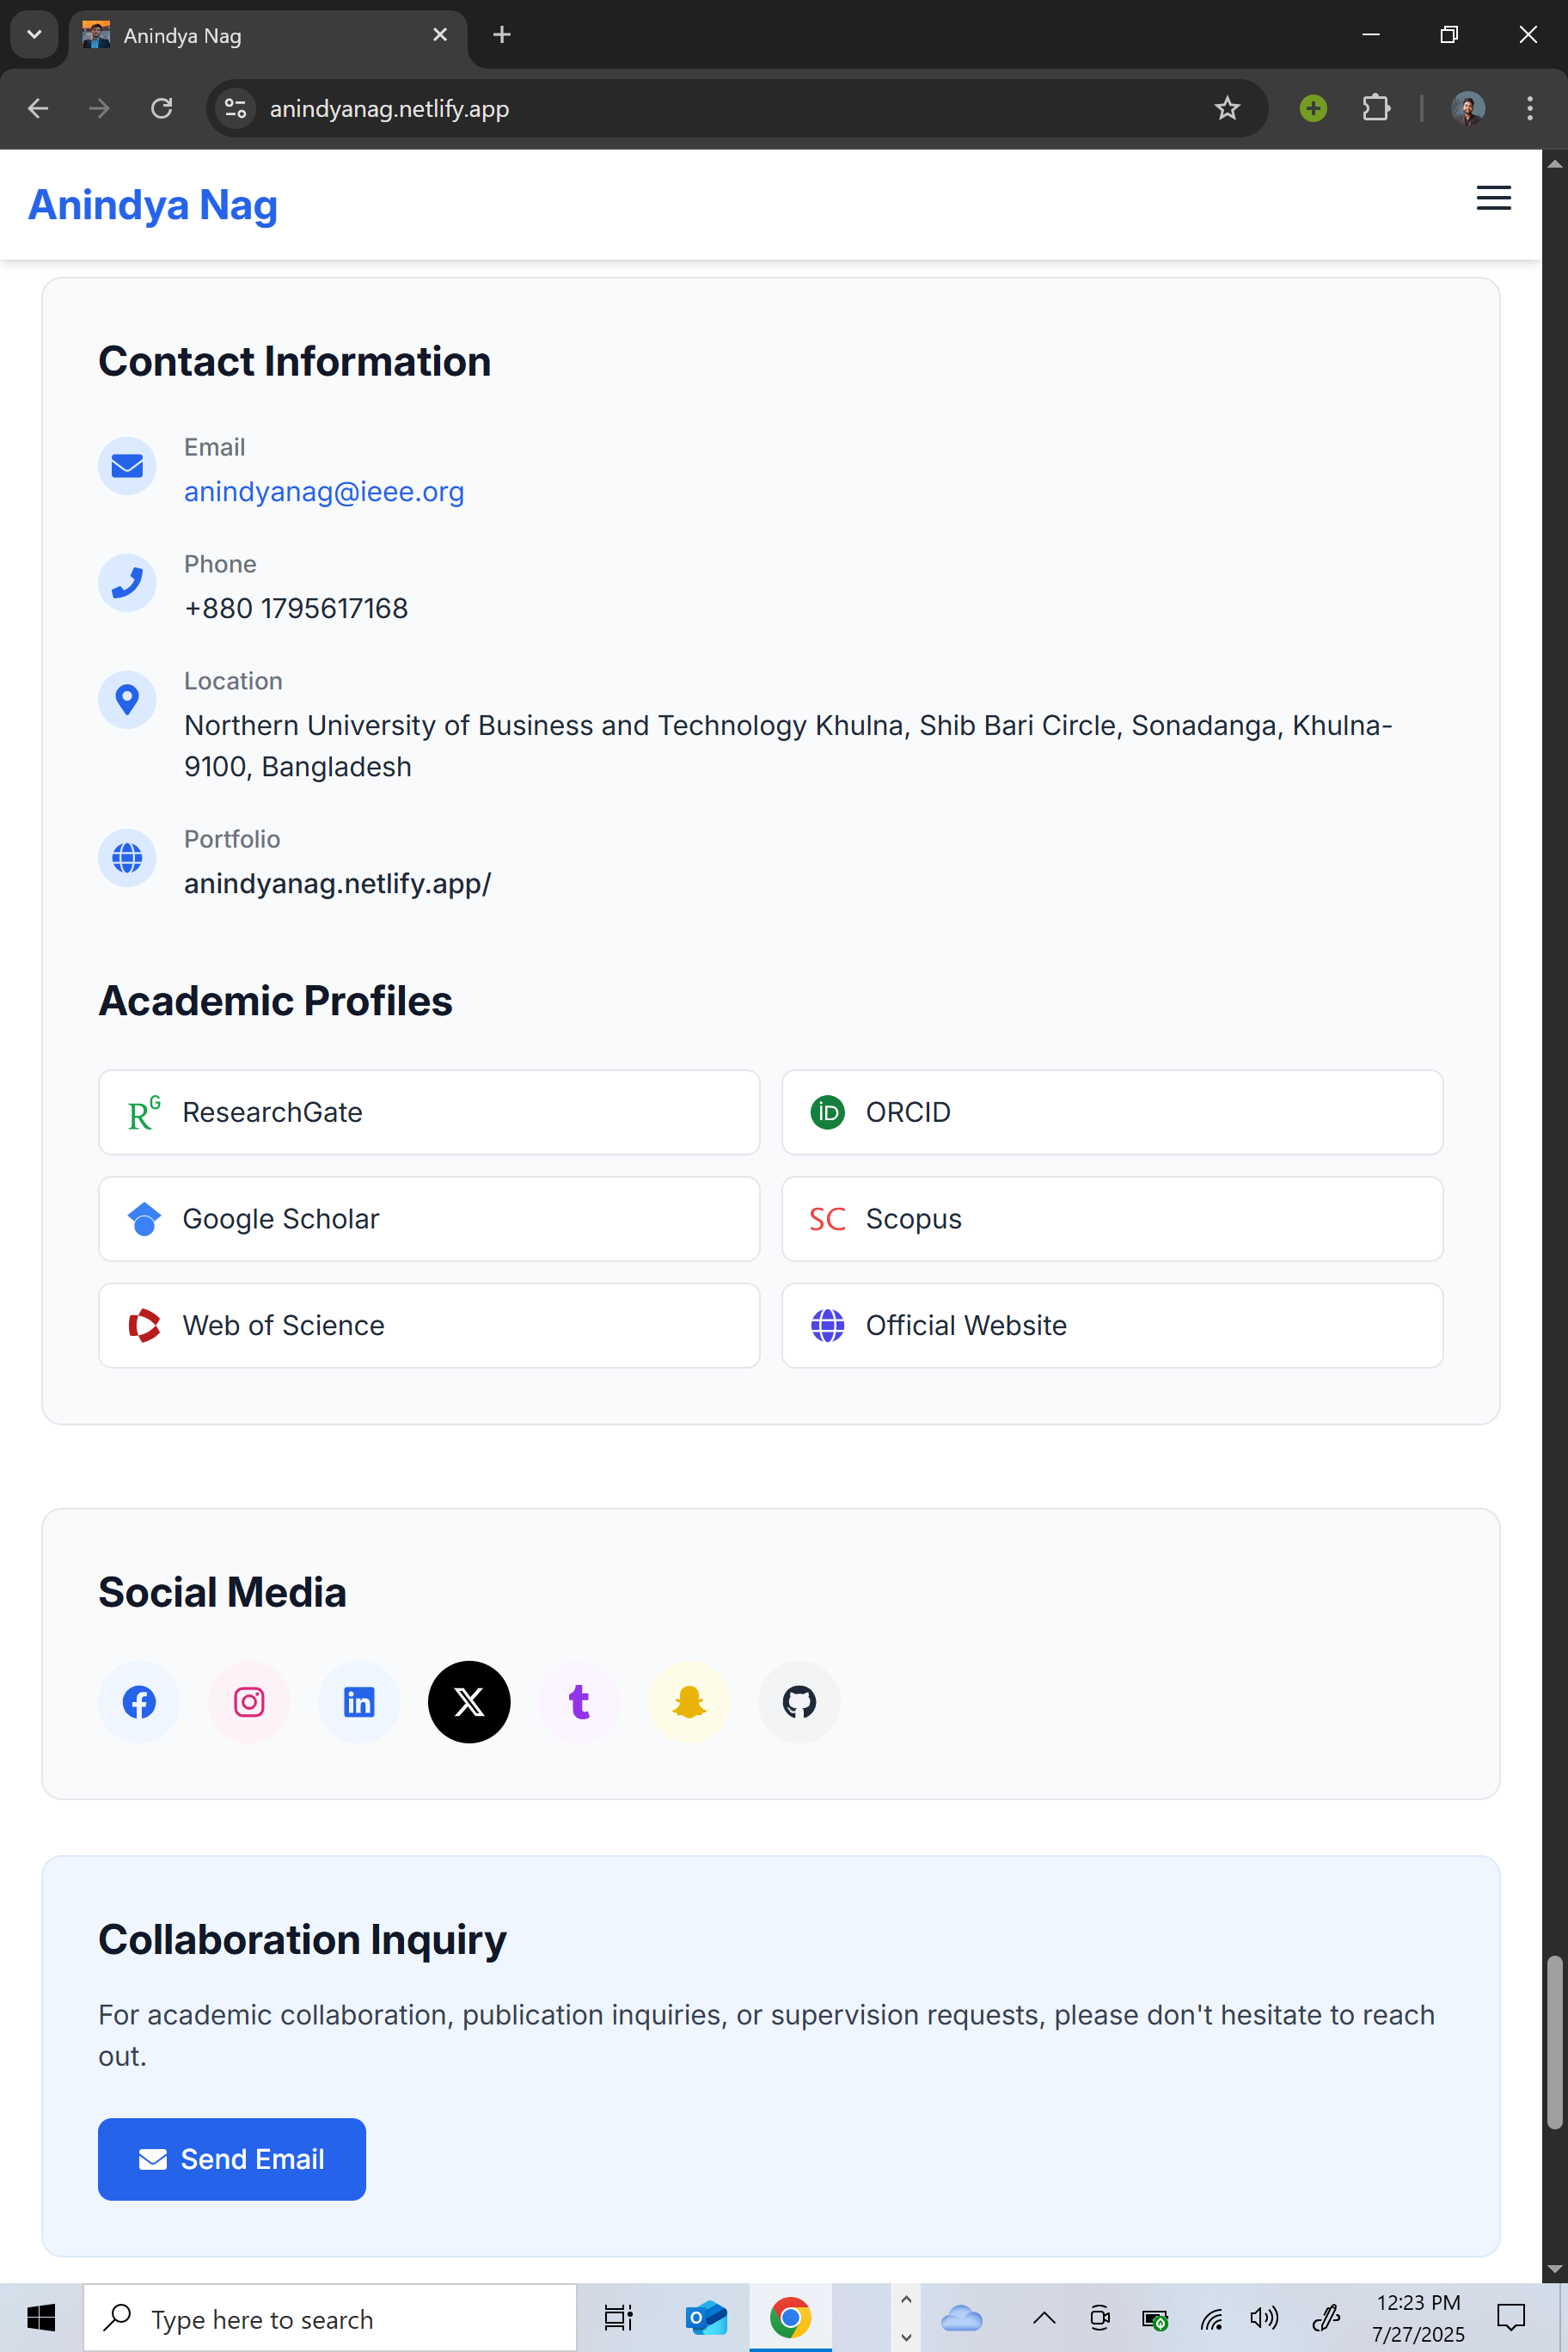 Anindya Nag
anindyanag.netlify.app
Anindya Nag
Contact Information
Email
anindyanag@ieee.org
Phone
+880 1795617168
Location
Northern University of Business and Technology Khulna, Shib Bari Circle, Sonadanga, Khulna-
9100, Bangladesh
Portfolio
anindyanag.netlify.app/
Academic Profiles
RG ResearchGate
iD ORCID
Google Scholar
SC Scopus
Web of Science
Official Website
Social Media
Collaboration Inquiry
For academic collaboration, publication inquiries, or supervision requests, please don't hesitate to reach
out.
Send Email
Type here to search
12:23 PM
7/27/2025